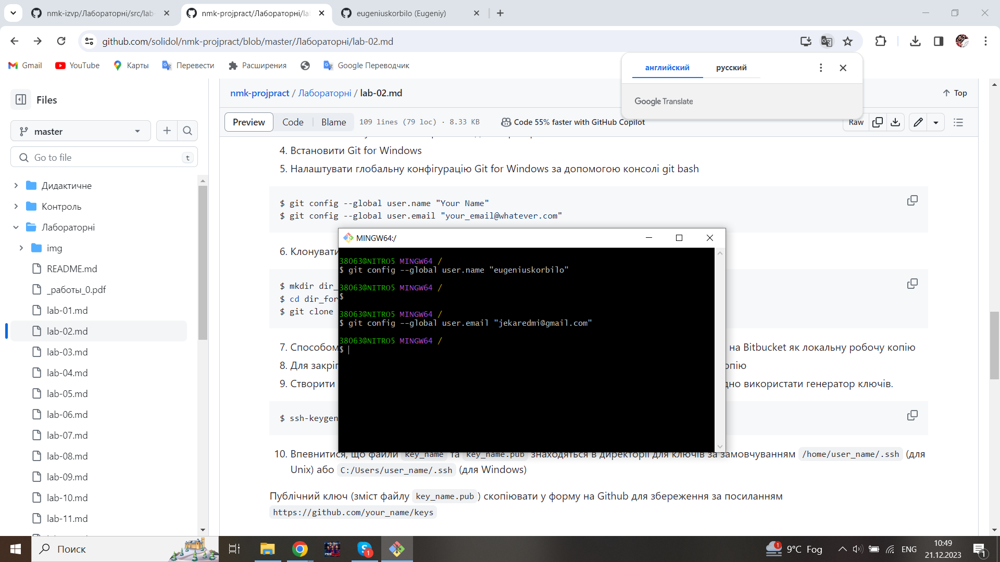 nmk-izvp/Лабораторні/src/lab-
nmk-projpract/Лабораторні/la
eugeniuskorbilo (Eugeniy)
github.com/solidol/nmk-projpract/blob/master/Лабораторні/lab-02.md
Gmail
YouTube
Карты
Перевести
Расширения
Google Переводчик
английский
русский
Google Translate
Files
master
Go to file
t
Дидактичне
Контроль
Лабораторні
img
README.md
_работы_0.pdf
lab-01.md
lab-02.md
lab-03.md
lab-04.md
lab-05.md
lab-06.md
lab-07.md
lab-08.md
lab-09.md
lab-10.md
lab-11.md
nmk-projpract / Лабораторні / lab-02.md
Top
Preview
Code
Blame
109 lines (79 loc) · 8.33 KB
Code 55% faster with GitHub Copilot
Raw
4. Встановити Git for Windows
5. Налаштувати глобальну конфігурацію Git for Windows за допомогою консолі git bash
$ git config --global user.name "Your Name"
$ git config --global user.email "your_email@whatever.com"
6. Клонувати
$ mkdir dir_
$ cd dir_for
$ git clone
7. Способом на Bitbucket як локальну робочу копію
8. Для закріп опію
9. Створити дно використати генератор ключів.
$ ssh-keygen
10. Впевнитися, що файли key_name та key_name.pub знаходяться в директорії для ключів за замовчуванням /home/user_name/.ssh (для
Unix) або C:/Users/user_name/.ssh (для Windows)
Публічний ключ (зміст файлу key_name.pub ) скопіювати у форму на Github для збереження за посиланням
https://github.com/your_name/keys
MINGW64:/
38063@NITRO5 MINGW64 /
$ git config --global user.name "eugeniuskorbilo"
38063@NITRO5 MINGW64 /
$
38063@NITRO5 MINGW64 /
$ git config --global user.email "jekaredmi@gmail.com"
38063@NITRO5 MINGW64 /
$
Поиск
1
1
9°C Fog
ENG
10:49
21.12.2023
1